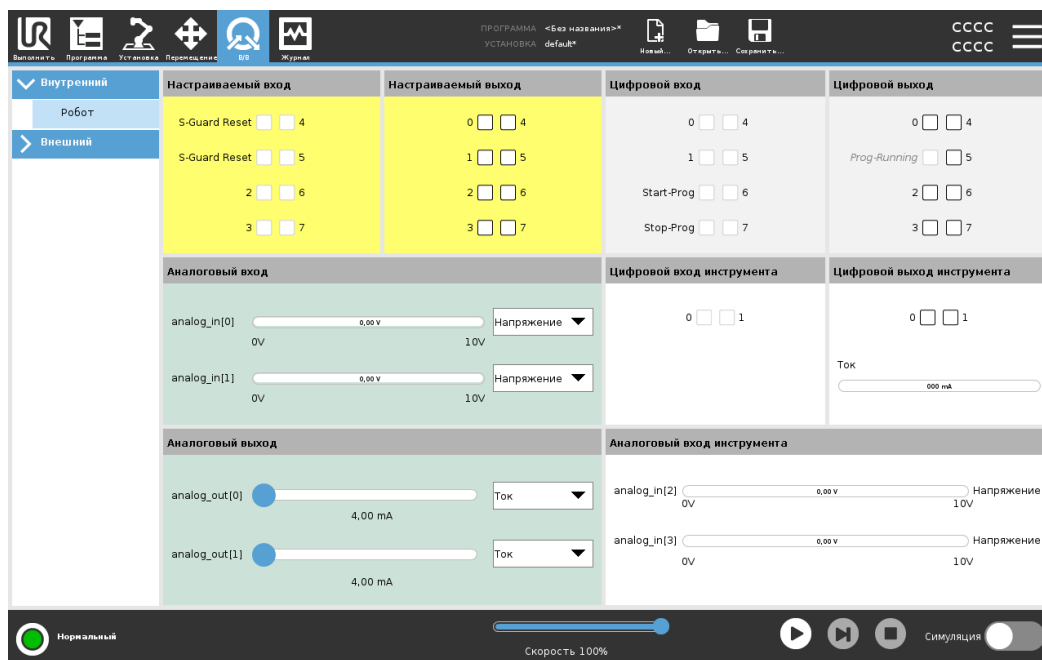 ПРОГРАММА <Без названия>*
УСТАНОВКА default*
CCCC
CCCC
Выполнить Программа Установка Перемещение В/В Журнал
Новый... Открыть... Сохранить...
Внутренний
Робот
Внешний
Настраиваемый вход
S-Guard Reset 4
S-Guard Reset 5
2 6
3 7
Настраиваемый выход
0 4
1 5
2 6
3 7
Цифровой вход
0 4
1 5
Start-Prog 6
Stop-Prog 7
Цифровой выход
0 4
Prog-Running 5
2 6
3 7
Аналоговый вход
analog_in[0] 0,00 V Напряжение
0V 10V
analog_in[1] 0,00 V Напряжение
0V 10V
Цифровой вход инструмента
0 1
Цифровой выход инструмента
0 1
Ток
000 mA
Аналоговый выход
analog_out[0] Ток
4,00 mA
analog_out[1] Ток
4,00 mA
Аналоговый вход инструмента
analog_in[2] 0,00 V Напряжение
0V 10V
analog_in[3] 0,00 V Напряжение
0V 10V
Нормальный
Скорость 100%
Симуляция